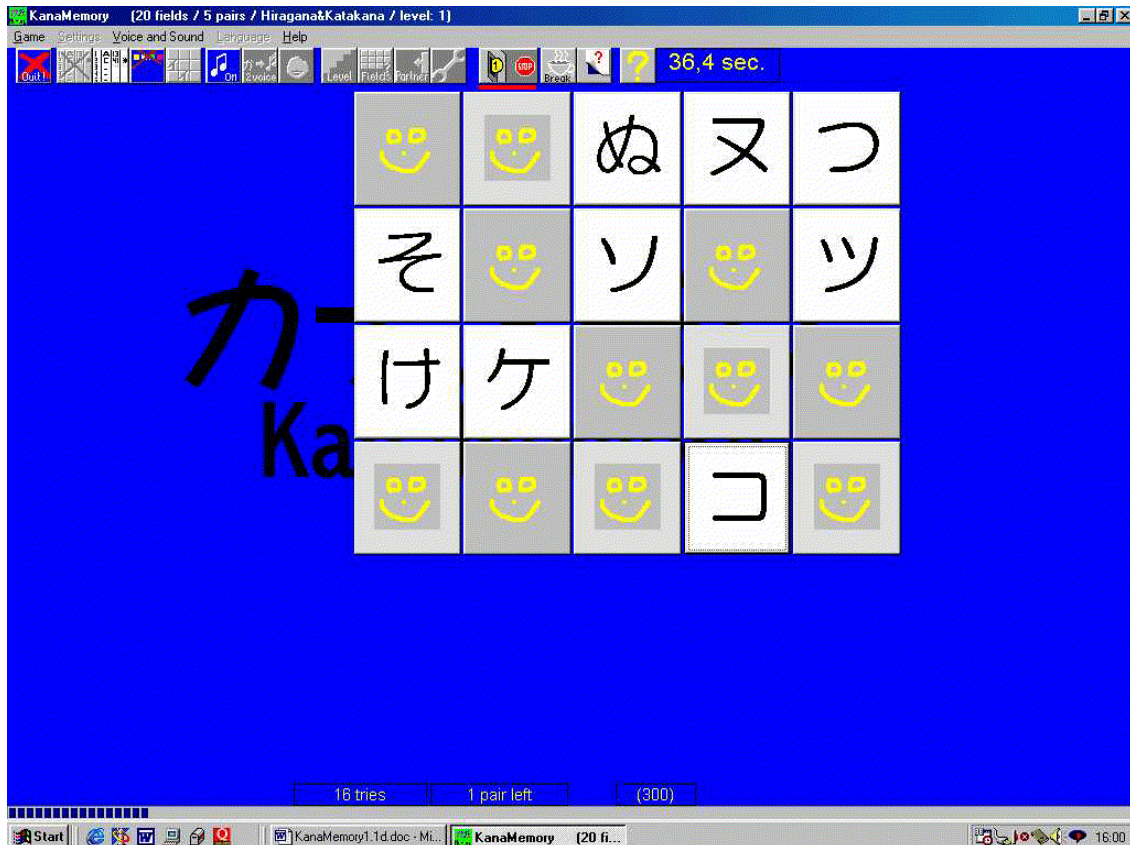 KanaMemory (20 fields / 5 pairs / Hiragana&Katakana / level: 1)
Game Settings Voice and Sound Language Help
Quit! On 2voice Level Fields Partner STOP Break ? ? 36,4 sec.
ぬ ヌ つ
そ ソ ツ
け ケ
コ
カ
Ka
16 tries 1 pair left (300)
Start KanaMemory1.1d.doc - Mi... KanaMemory (20 fi... 16:00